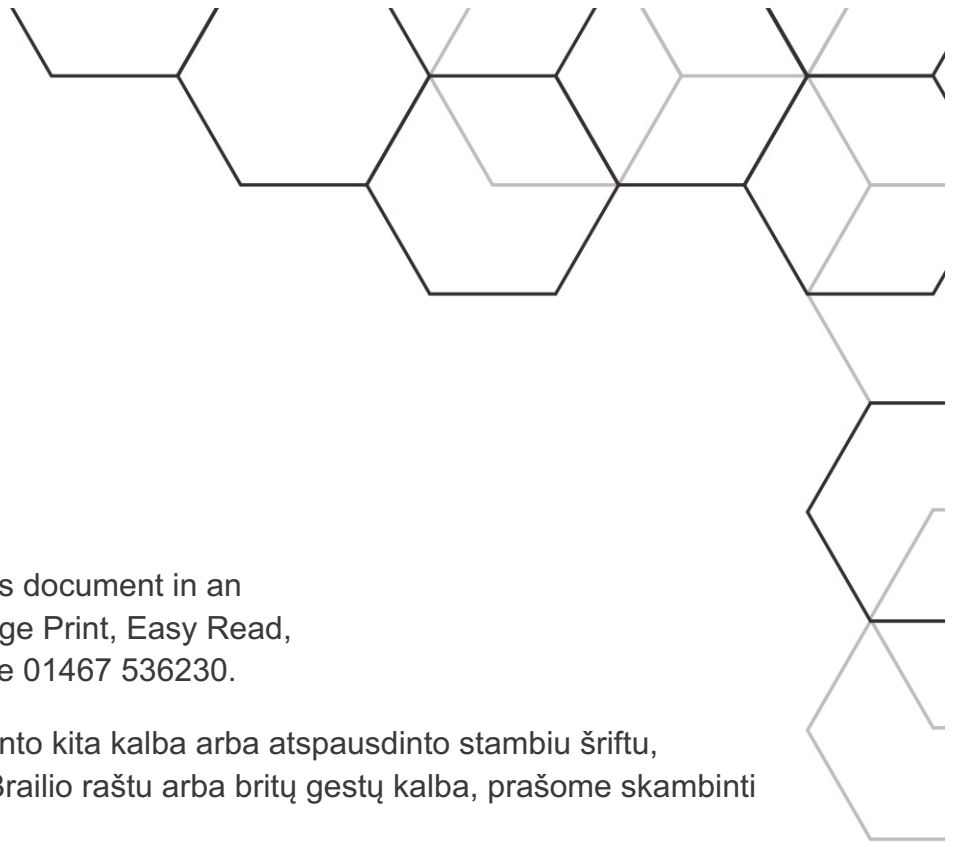 s document in an
ge Print, Easy Read,
e 01467 536230.
nto kita kalba arba atspausdinto stambiu šriftu,
Brailio raštu arba britų gestų kalba, prašome skambinti